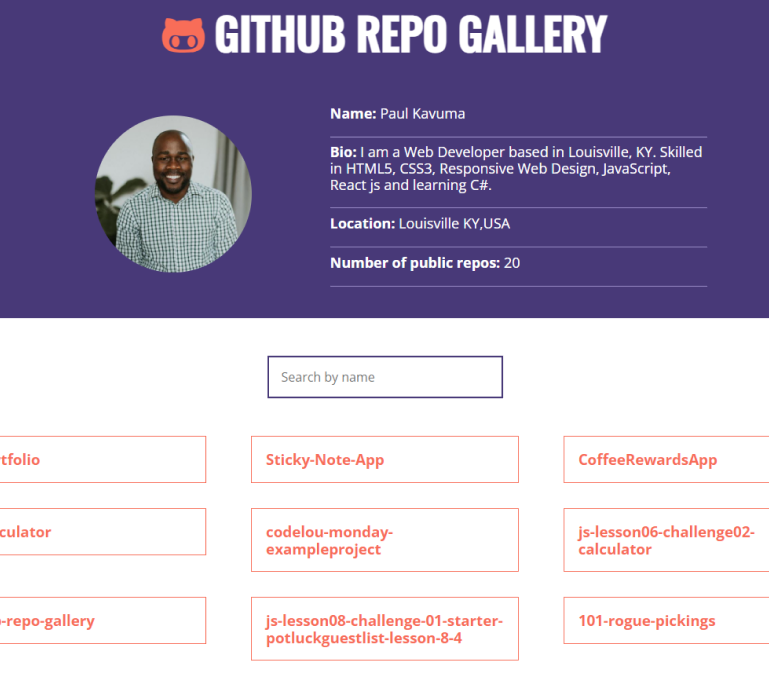 GITHUB REPO GALLERY
Name: Paul Kavuma
Bio: I am a Web Developer based in Louisville, KY. Skilled
in HTML5, CSS3, Responsive Web Design, JavaScript,
React js and learning C#.
Location: Louisville KY,USA
Number of public repos: 20
Search by name
tfolio
Sticky-Note-App
CoffeeRewardsApp
culator
codelou-monday-
exampleproject
js-lesson06-challenge02-
calculator
-repo-gallery
js-lesson08-challenge-01-starter-
potluckguestlist-lesson-8-4
101-rogue-pickings